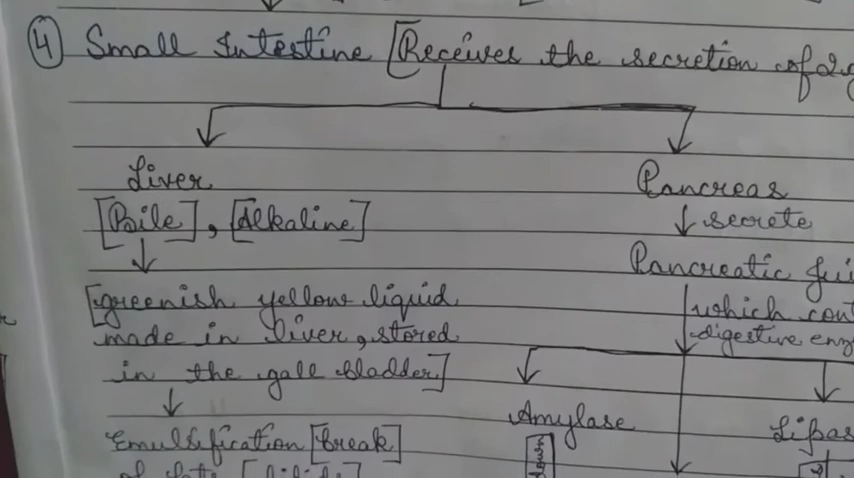 4 Small Intestine [Receives the secretion of 2
Liver
[Bile], [Alkaline]
[greenish yellow liquid
made in liver, stored
in the gall bladder]
Emulsification [break]
Pancreas
secrete
Pancreatic
which
digestive
Amylase